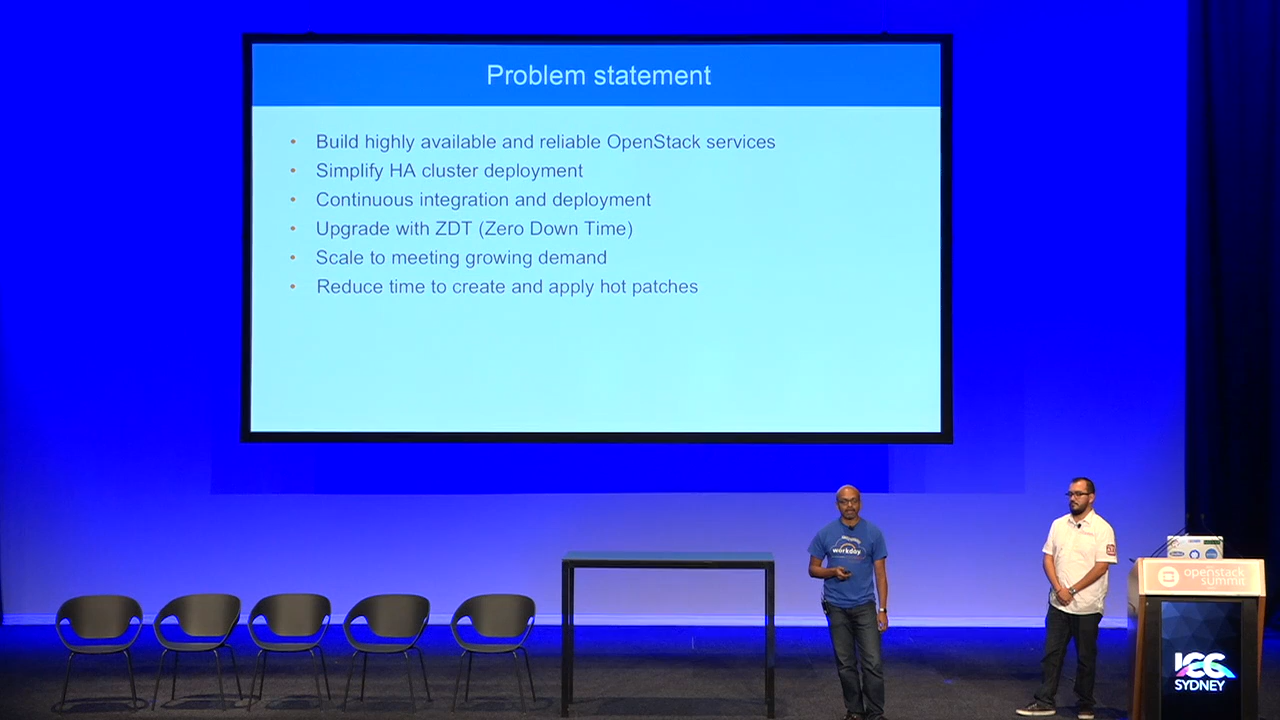 Problem statement
• Build highly available and reliable OpenStack services
• Simplify HA cluster deployment
• Continuous integration and deployment
• Upgrade with ZDT (Zero Down Time)
• Scale to meeting growing demand
• Reduce time to create and apply hot patches
workday
openstack
summit
ICC
SYDNEY